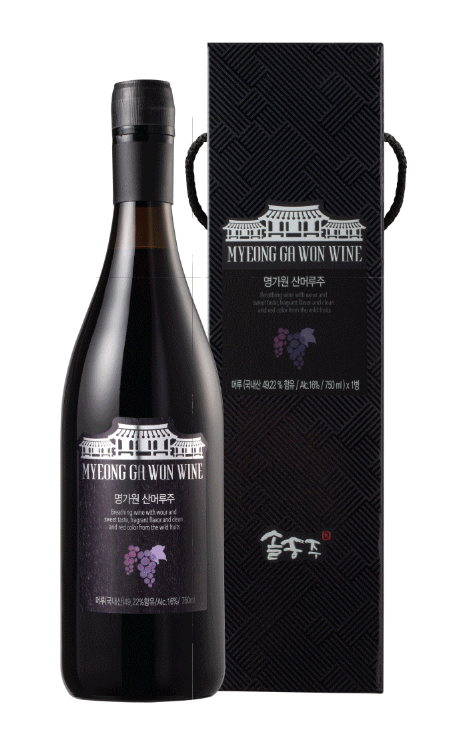 MYEONG GA WON WINE
명가원 산머루주
Breathing wine with wour and
sweet taste, fragrant flavor and clean
and red color from the wild fruits
머루(국내산)49,22%함유/Alc.16%/ 750ml
MYEONG GA WON WINE
명가원 산머루주
Breathing wine with wour and
sweet taste, fragrant flavor and clean
and red color from the wild fruits
머루 (국내산 49,22 % 함유 / Alc.16% / 750 ml ) x 1병
솔송주